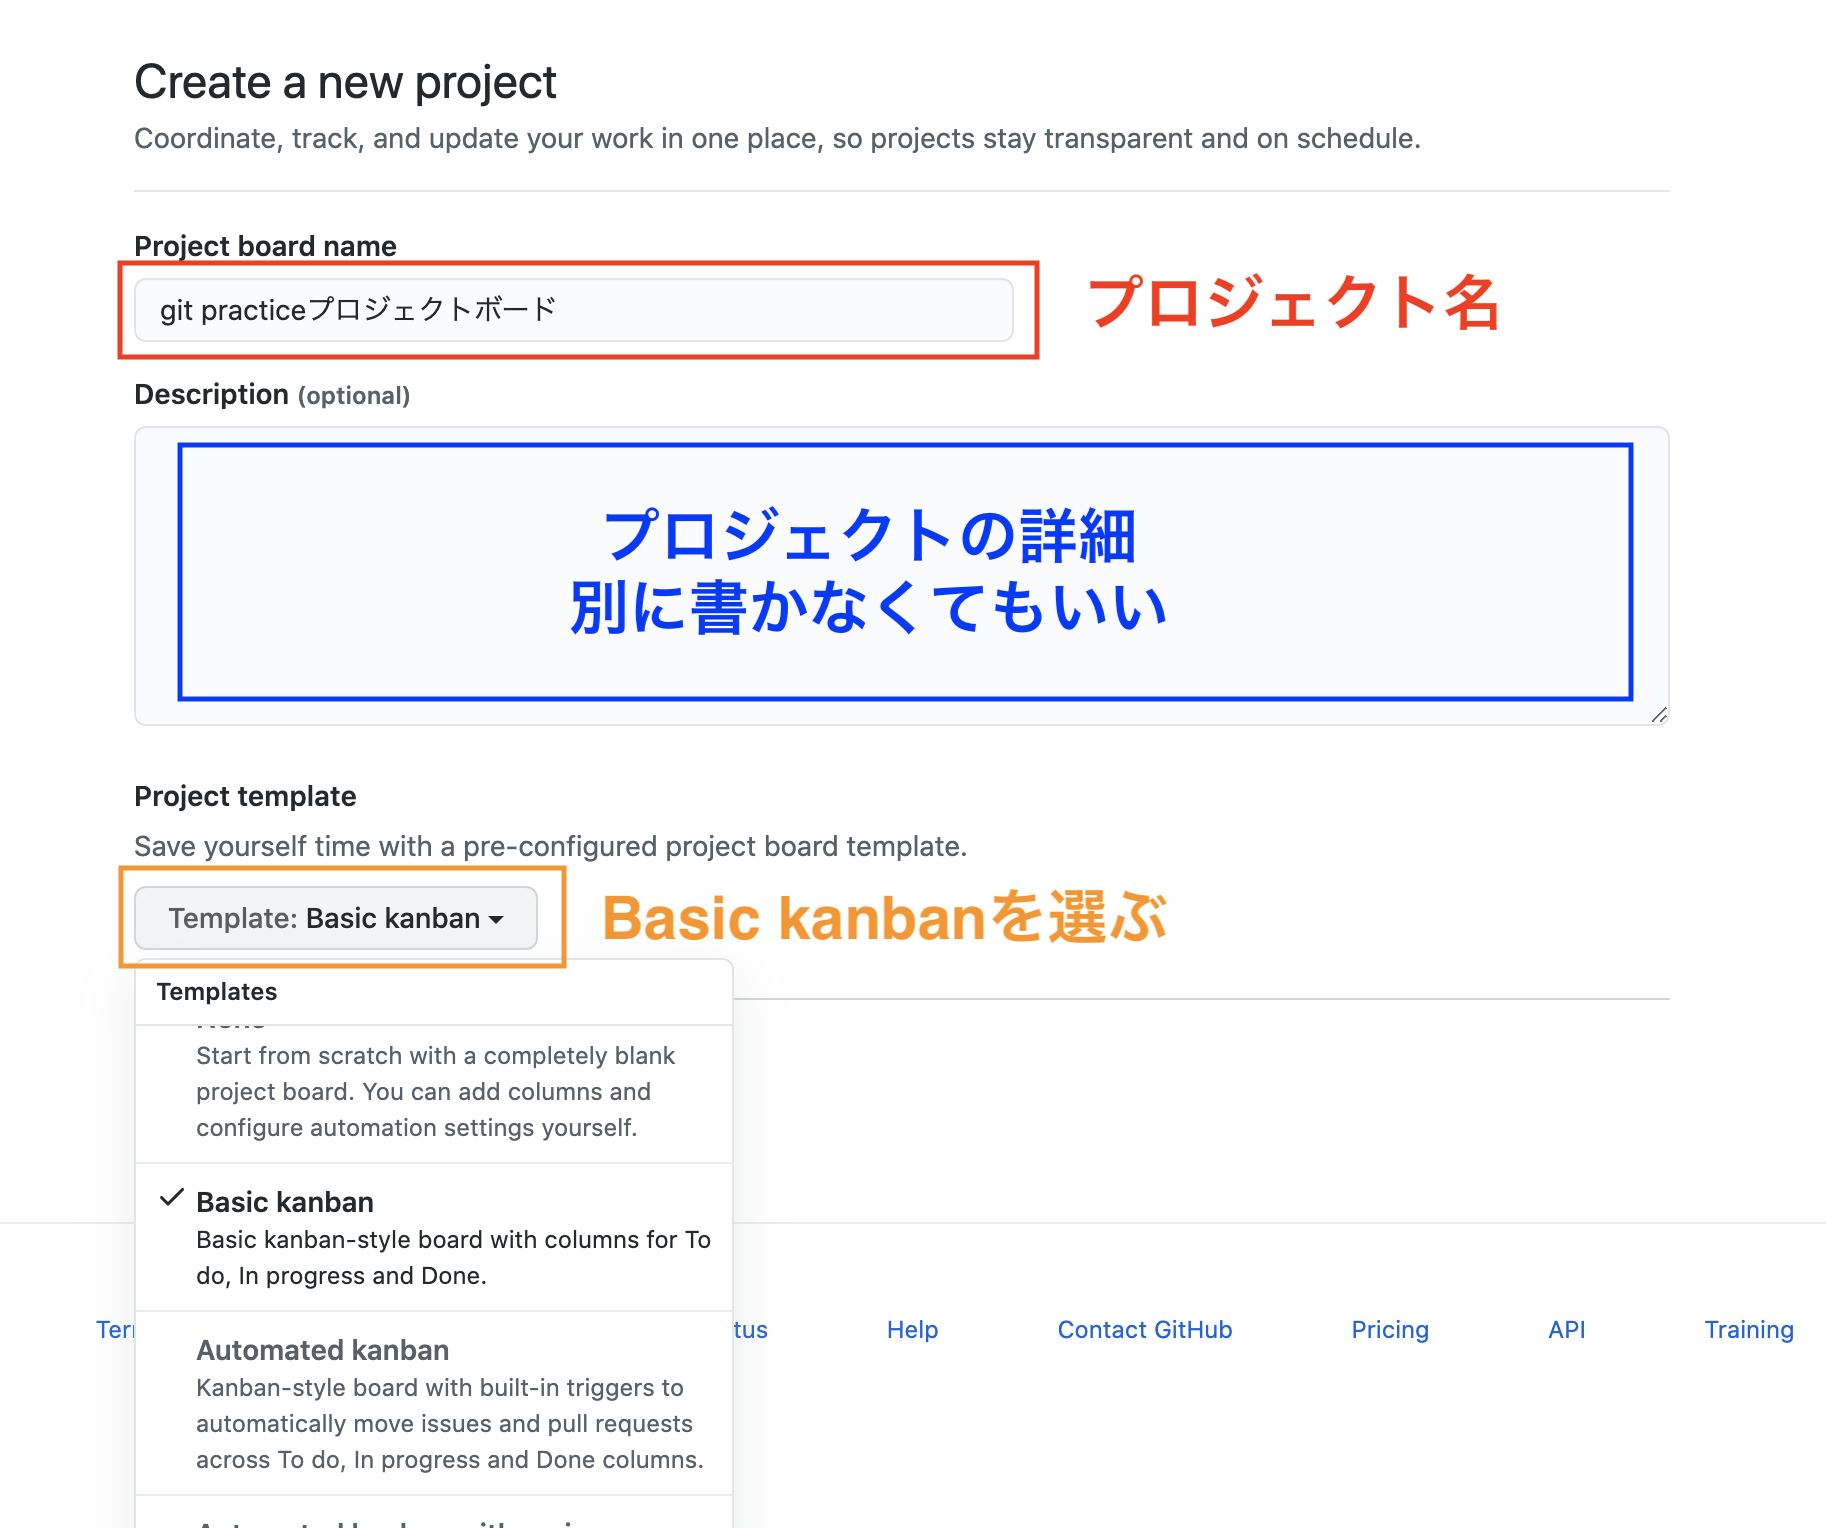 Create a new project
Coordinate, track, and update your work in one place, so projects stay transparent and on schedule.
Project board name
git practiceプロジェクトボード
プロジェクト名
Description (optional)
プロジェクトの詳細
別に書かなくてもいい
Project template
Save yourself time with a pre-configured project board template.
Template: Basic kanban
Basic kanbanを選ぶ
Templates
Start from scratch with a completely blank
project board. You can add columns and
configure automation settings yourself.
Basic kanban
Basic kanban-style board with columns for To
do, In progress and Done.
Help
Contact GitHub
Pricing
API
Training
Automated kanban
Kanban-style board with built-in triggers to
automatically move issues and pull requests
across To do, In progress and Done columns.